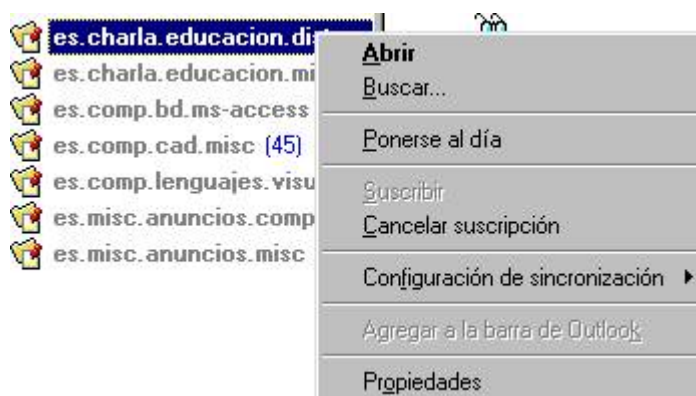 es.charla.educacion.dis
es.charla.educacion.mi
es.comp.bd.ms-access
es.comp.cad.misc (45)
es.comp.lenguajes.visu
es.misc.anuncios.comp
es.misc.anuncios.misc
Abrir
Buscar...
Ponerse al día
Suscribir
Cancelar suscripción
Configuración de sincronización
Agregar a la barra de Outlook
Propiedades